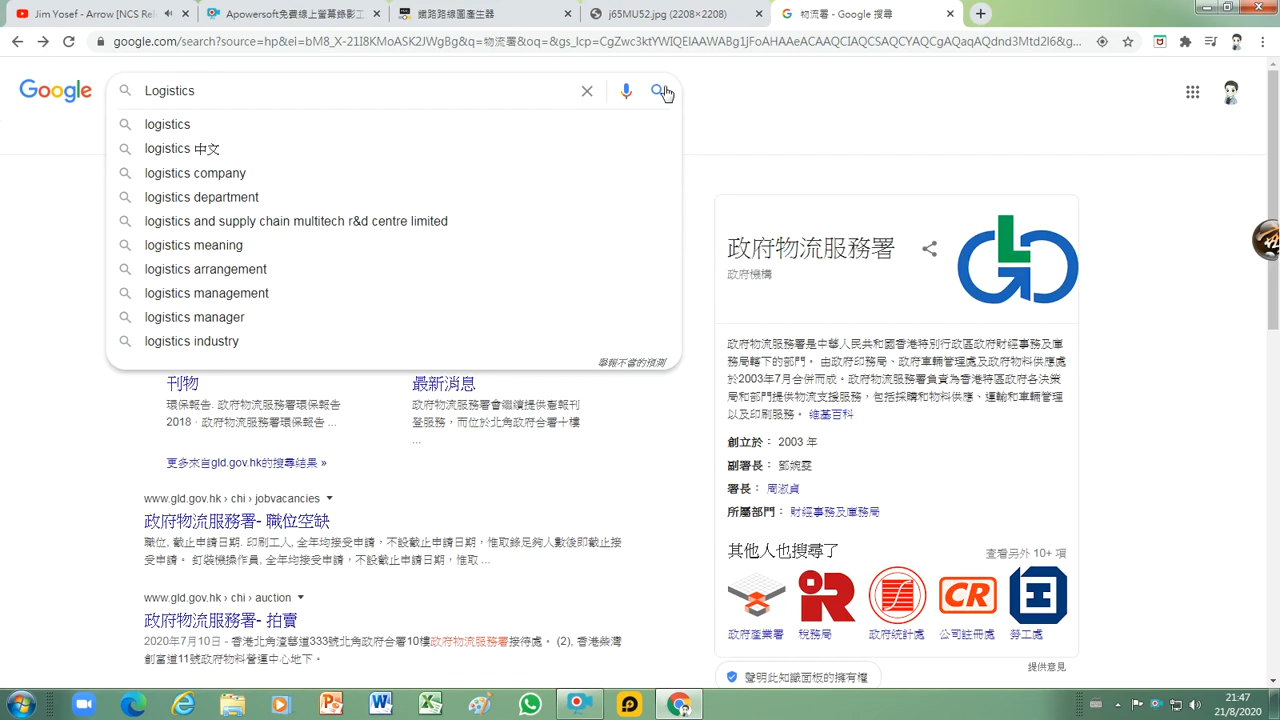 Jim Yosef - Arrow [NCS Rele
Apowersoft免費線上螢幕錄影工
鐵路路線圖產生器
j65MU52.jpg (2208×2208)
物流署 - Google 搜尋
google.com/search?source=hp&ei=bM8_X-21I8KMoASK2JWgBg&q=物流署&oq=&gs_lcp=CgZwc3ktYWIQEIAAWABg1jFoAHAAeACAAQCIAQCSAQCYAQCgAQaqAQdnd3Mtd2l6&g...
Google
Logistics
logistics
logistics 中文
logistics company
logistics department
logistics and supply chain multitech r&d centre limited
logistics meaning
logistics arrangement
logistics management
logistics manager
logistics industry
舉報不當的預測
刊物
環保報告. 政府物流服務署環保報告
2018 · 政府物流服務署環保報告 ...
最新消息
政府物流服務署會繼續提供憲報刊
登服務，而位於北角政府合署十樓
...
更多來自gld.gov.hk的搜尋結果 »
www.gld.gov.hk › chi › jobvacancies
政府物流服務署- 職位空缺
職位, 截止申請日期. 印刷工人, 全年均接受申請，不設截止申請日期，惟取錄足夠人數後即截止接
受申請。 釘裝機操作員, 全年均接受申請，不設截止申請日期，惟取 ...
www.gld.gov.hk › chi › auction
政府物流服務署 - 拍賣
2020年7月10日 - 香港北角渣華道333號北角政府合署10樓政府物流服務署接待處。 (2), 香港柴灣
創富道11號政府物料營運中心地下。
政府物流服務署
政府機構
政府物流服務署是中華人民共和國香港特別行政區政府財經事務及庫
務局轄下的部門。 由政府印務局、政府車輛管理處及政府物料供應處
於2003年7月合併而成。政府物流服務署負責為香港特區政府各決策
局和部門提供物流支援服務，包括採購和物料供應、運輸和車輛管理
以及印刷服務。 維基百科
創立於： 2003 年
副署長： 鄧婉雯
署長： 周淑貞
所屬部門： 財經事務及庫務局
其他人也搜尋了
查看另外 10+ 項
CR
政府產業署
稅務局
政府統計處
公司註冊處
勞工處
提供意見
聲明此知識面板的擁有權
21:47
21/8/2020